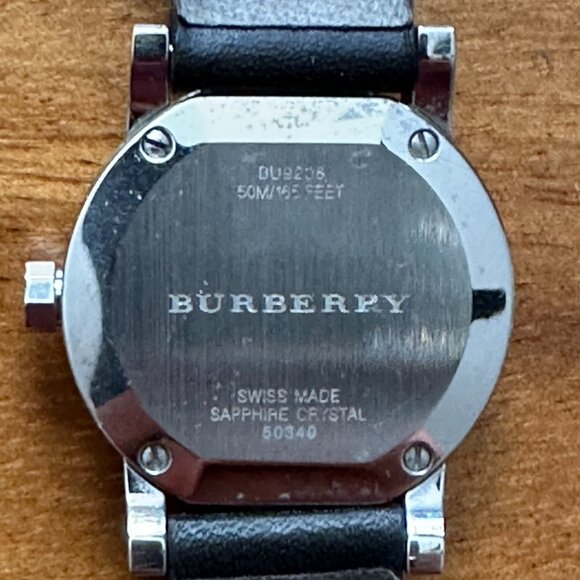 BU9206
50M/165 FEET
BURBERRY
SWISS MADE
SAPPHIRE CRYSTAL
50340